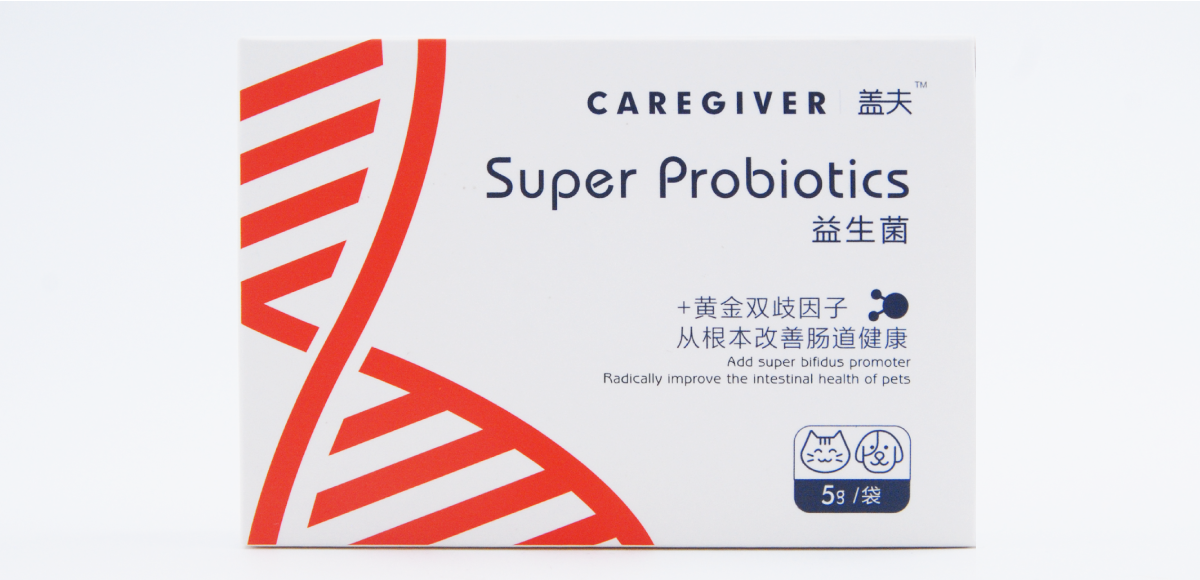 CAREGIVER 盖夫™
Super Probiotics
益生菌
+黄金双歧因子
从根本改善肠道健康
Add super bifidus promoter
Radically improve the intestinal health of pets
5g/袋